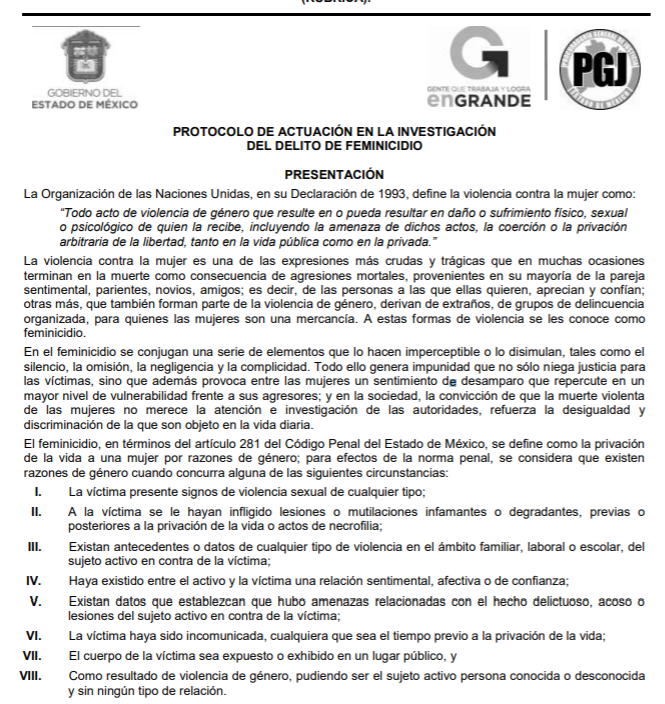 (RÚBRICA).
GOBIERNO DEL
ESTADO DE MÉXICO
GENTE QUE TRABAJA Y LOGRA
enGRANDE
PROCURADURÍA GENERAL DE JUSTICIA
PGJ
ESTADO DE MÉXICO
PROTOCOLO DE ACTUACIÓN EN LA INVESTIGACIÓN
DEL DELITO DE FEMINICIDIO
PRESENTACIÓN
La Organización de las Naciones Unidas, en su Declaración de 1993, define la violencia contra la mujer como:
“Todo acto de violencia de género que resulte en o pueda resultar en daño o sufrimiento físico, sexual
o psicológico de quien la recibe, incluyendo la amenaza de dichos actos, la coerción o la privación
arbitraria de la libertad, tanto en la vida pública como en la privada.”
La violencia contra la mujer es una de las expresiones más crudas y trágicas que en muchas ocasiones
terminan en la muerte como consecuencia de agresiones mortales, provenientes en su mayoría de la pareja
sentimental, parientes, novios, amigos; es decir, de las personas a las que ellas quieren, aprecian y confían;
otras más, que también forman parte de la violencia de género, derivan de extraños, de grupos de delincuencia
organizada, para quienes las mujeres son una mercancía. A estas formas de violencia se les conoce como
feminicidio.
En el feminicidio se conjugan una serie de elementos que lo hacen imperceptible o lo disimulan, tales como el
silencio, la omisión, la negligencia y la complicidad. Todo ello genera impunidad que no sólo niega justicia para
las víctimas, sino que además provoca entre las mujeres un sentimiento de desamparo que repercute en un
mayor nivel de vulnerabilidad frente a sus agresores; y en la sociedad, la convicción de que la muerte violenta
de las mujeres no merece la atención e investigación de las autoridades, refuerza la desigualdad y
discriminación de la que son objeto en la vida diaria.
El feminicidio, en términos del artículo 281 del Código Penal del Estado de México, se define como la privación
de la vida a una mujer por razones de género; para efectos de la norma penal, se considera que existen
razones de género cuando concurra alguna de las siguientes circunstancias:
I. La víctima presente signos de violencia sexual de cualquier tipo;
II. A la víctima se le hayan infligido lesiones o mutilaciones infamantes o degradantes, previas o
posteriores a la privación de la vida o actos de necrofilia;
III. Existan antecedentes o datos de cualquier tipo de violencia en el ámbito familiar, laboral o escolar, del
sujeto activo en contra de la víctima;
IV. Haya existido entre el activo y la víctima una relación sentimental, afectiva o de confianza;
V. Existan datos que establezcan que hubo amenazas relacionadas con el hecho delictuoso, acoso o
lesiones del sujeto activo en contra de la víctima;
VI. La víctima haya sido incomunicada, cualquiera que sea el tiempo previo a la privación de la vida;
VII. El cuerpo de la víctima sea expuesto o exhibido en un lugar público, y
VIII. Como resultado de violencia de género, pudiendo ser el sujeto activo persona conocida o desconocida
y sin ningún tipo de relación.